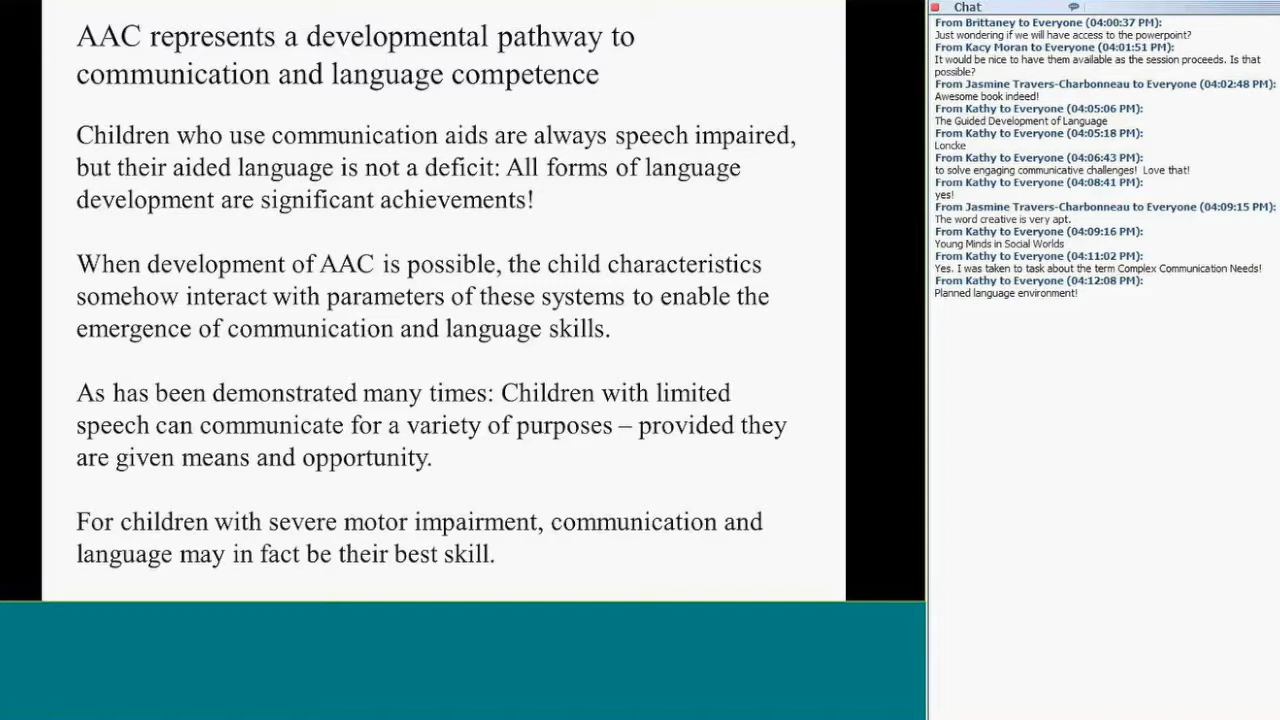 AAC represents a developmental pathway to
communication and language competence
Children who use communication aids are always speech impaired,
but their aided language is not a deficit: All forms of language
development are significant achievements!
When development of AAC is possible, the child characteristics
somehow interact with parameters of these systems to enable the
emergence of communication and language skills.
As has been demonstrated many times: Children with limited
speech can communicate for a variety of purposes – provided they
are given means and opportunity.
For children with severe motor impairment, communication and
language may in fact be their best skill.
Chat
From Brittaney to Everyone (04:00:37 PM):
Just wondering if we will have access to the powerpoint?
From Kacy Moran to Everyone (04:01:51 PM):
It would be nice to have them available as the session proceeds. Is that
possible?
From Jasmine Travers-Charbonneau to Everyone (04:02:48 PM):
Awesome book indeed!
From Kathy to Everyone (04:05:06 PM):
The Guided Development of Language
From Kathy to Everyone (04:05:18 PM):
Loncke
From Kathy to Everyone (04:06:43 PM):
to solve engaging communicative challenges! Love that!
From Kathy to Everyone (04:08:41 PM):
yes!
From Jasmine Travers-Charbonneau to Everyone (04:09:15 PM):
The word creative is very apt.
From Kathy to Everyone (04:09:16 PM):
Young Minds in Social Worlds
From Kathy to Everyone (04:11:02 PM):
Yes. I was taken to task about the term Complex Communication Needs!
From Kathy to Everyone (04:12:08 PM):
Planned language environment!